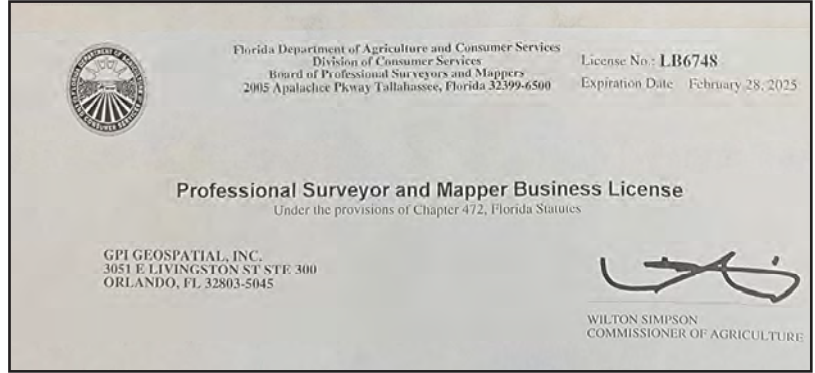 Florida Department of Agriculture and Consumer Services
Division of Consumer Services
Board of Professional Surveyors and Mappers
2005 Apalachee Pkway Tallahassee, Florida 32399-6500
License No.: LB6748
Expiration Date February 28, 2025
Professional Surveyor and Mapper Business License
Under the provisions of Chapter 472, Florida Statutes
GPI GEOSPATIAL, INC.
3051 E LIVINGSTON ST STE 300
ORLANDO, FL 32803-5045
WILTON SIMPSON
COMMISSIONER OF AGRICULTURE